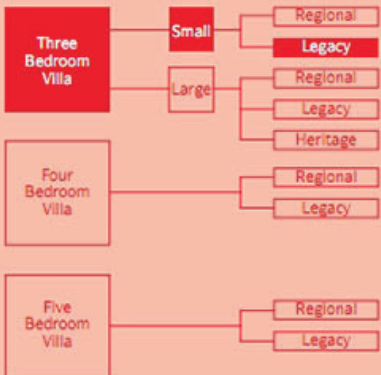 Three
Bedroom
Villa
Small
Regional
Legacy
Large
Regional
Legacy
Heritage
Four
Bedroom
Villa
Regional
Legacy
Five
Bedroom
Villa
Regional
Legacy